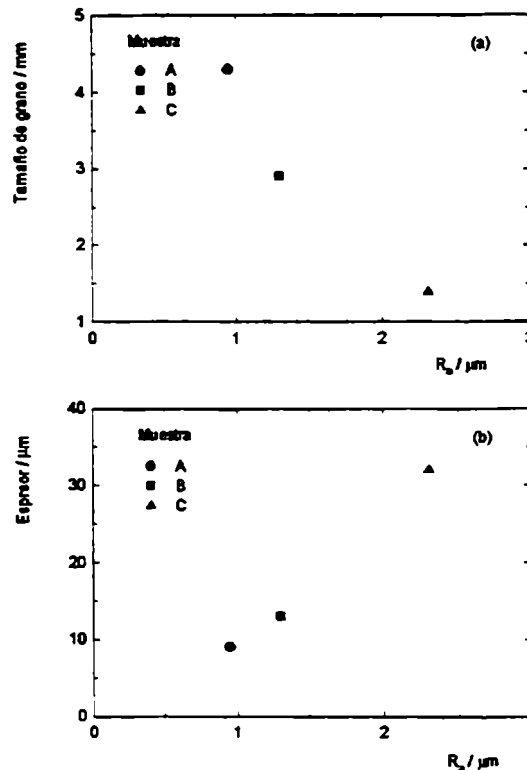 5
Muestra (a)
A
4
B
C
Tamaño de grano / mm
3
2
1
0 1 2 3
Rₐ / µm
40
Muestra (b)
A
B
30
C
Espesor / µm
20
10
0
0 1 2
Rₐ / µm